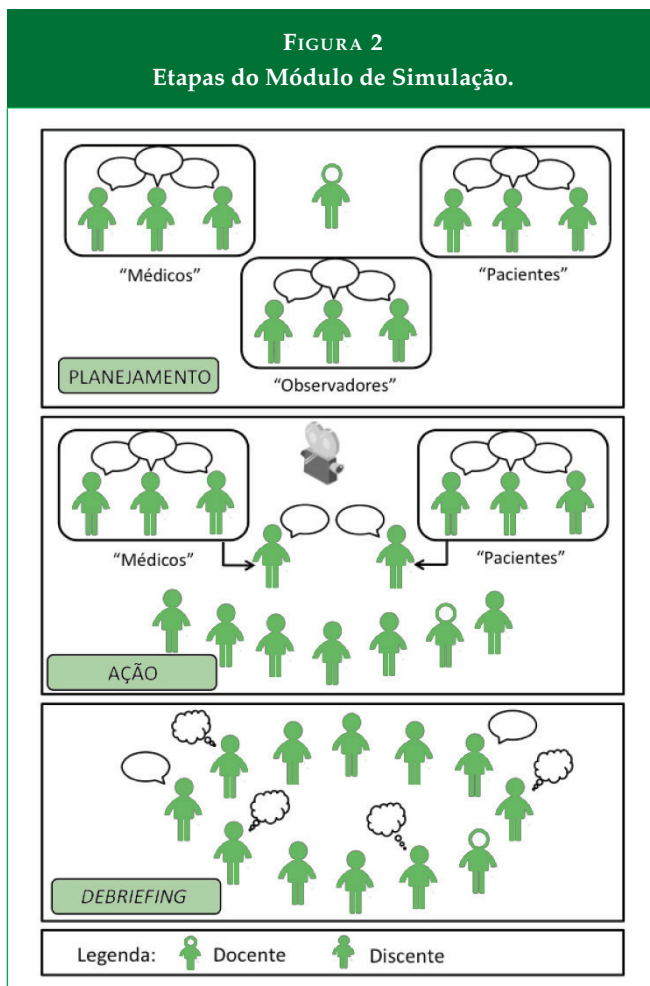 FIGURA 2
Etapas do Módulo de Simulação.
“Médicos”
“Pacientes”
“Observadores”
PLANEJAMENTO
“Médicos”
“Pacientes”
AÇÃO
DEBRIEFING
Legenda: Docente Discente